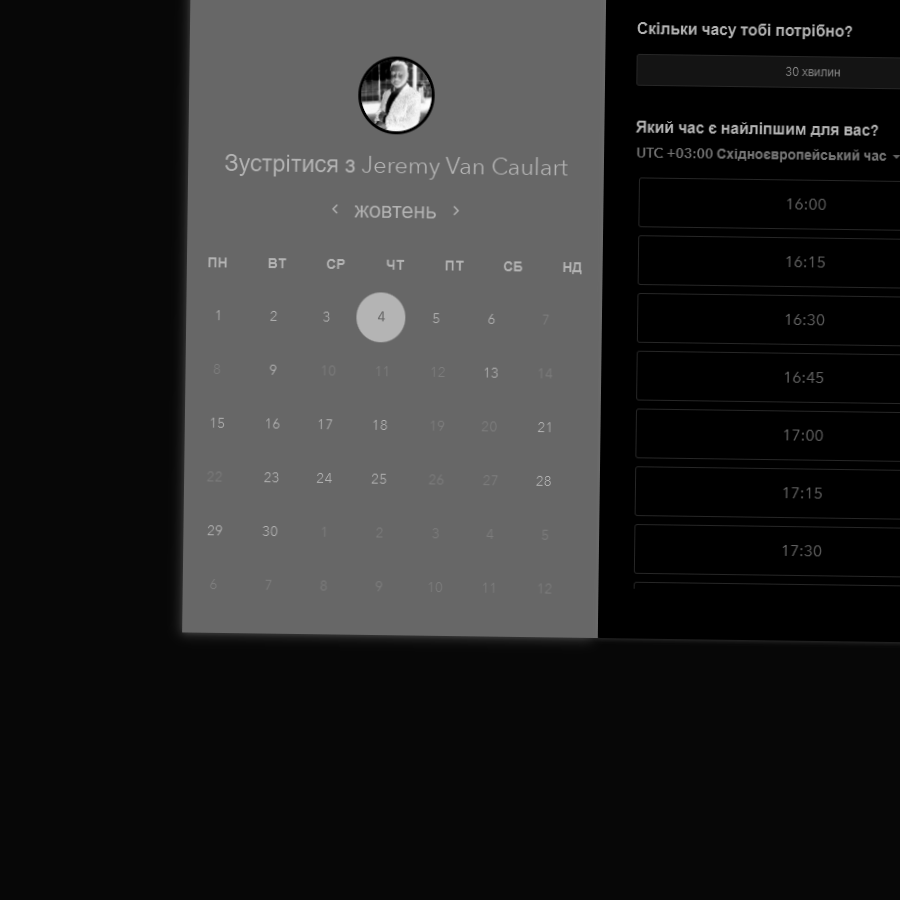 Зустрітися з Jeremy Van Caulart
жовтень
ПН ВТ СР ЧТ ПТ СБ НД
1 2 3 4 5 6 7
8 9 10 11 12 13 14
15 16 17 18 19 20 21
22 23 24 25 26 27 28
29 30 1 2 3 4 5
6 7 8 9 10 11 12
Скільки часу тобі потрібно?
30 хвилин
Який час є найліпшим для вас?
UTC +03:00 Східноєвропейський час
16:00
16:15
16:30
16:45
17:00
17:15
17:30